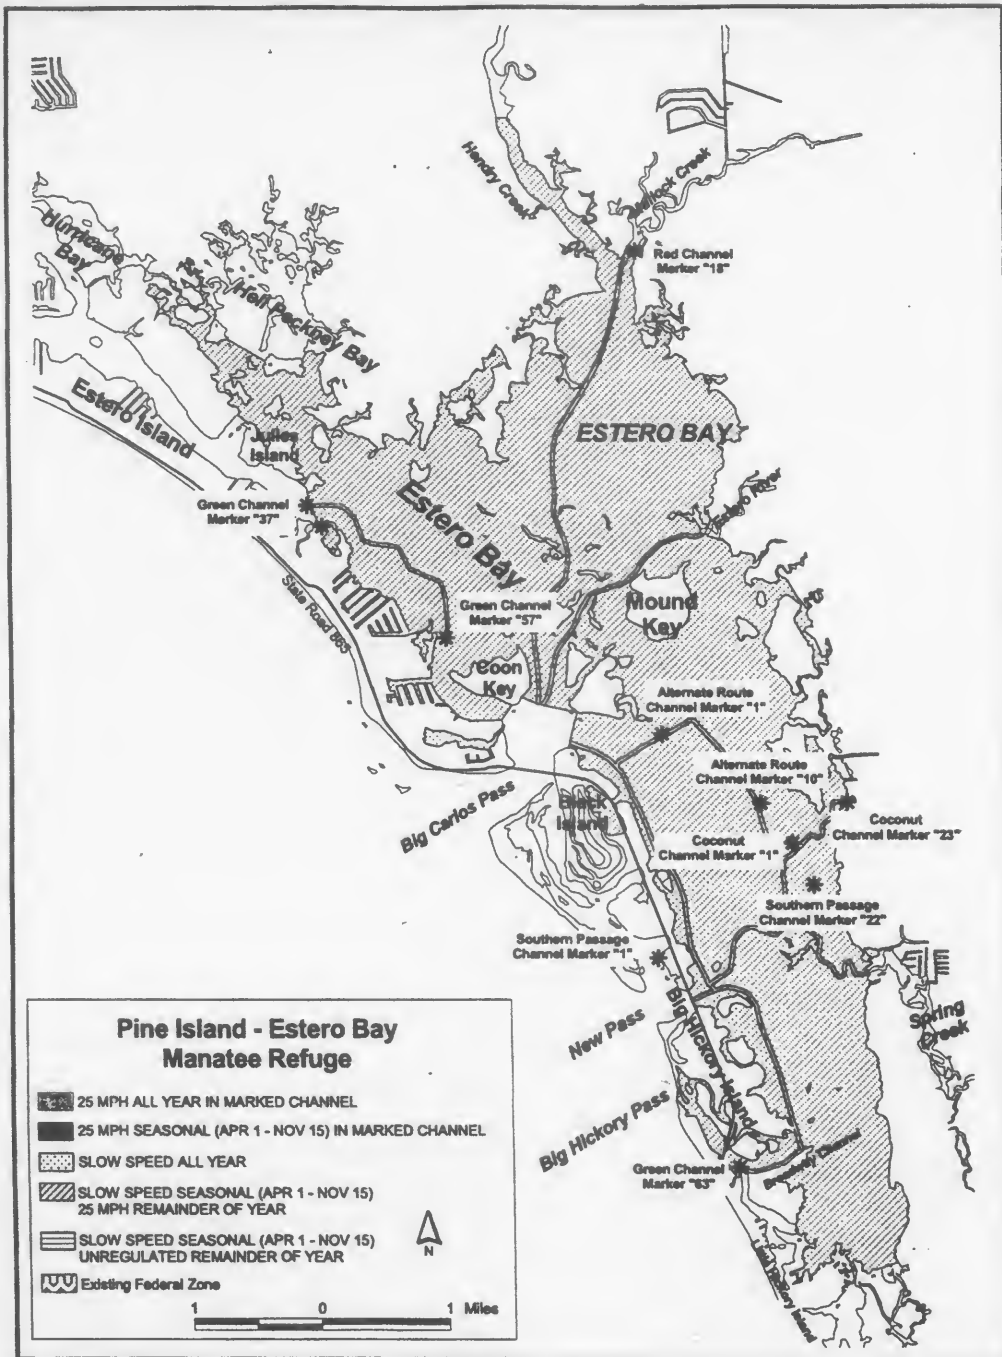 Hendry Creek
Mullock Creek
Red Channel
Marker "18"
Hurricane
Bay
Hell Peckney Bay
Estero Island
Julies
Island
ESTERO BAY
Estero River
Green Channel
Marker "37"
Estero Bay
State Road 865
Green Channel
Marker "57"
Mound
Key
Coon
Key
Alternate Route
Channel Marker "1"
Alternate Route
Channel Marker "10"
Big Carlos Pass
Black
Island
Coconut
Channel Marker "23"
Coconut
Channel Marker "1"
Southern Passage
Channel Marker "22"
Southern Passage
Channel Marker "1"
Spring
Creek
New Pass
Big Hickory Island
Big Hickory Pass
Broadway Channel
Green Channel
Marker "63"
Little Hickory Island
Pine Island - Estero Bay
Manatee Refuge
25 MPH ALL YEAR IN MARKED CHANNEL
25 MPH SEASONAL (APR 1 - NOV 15) IN MARKED CHANNEL
SLOW SPEED ALL YEAR
SLOW SPEED SEASONAL (APR 1 - NOV 15)
25 MPH REMAINDER OF YEAR
SLOW SPEED SEASONAL (APR 1 - NOV 15)
UNREGULATED REMAINDER OF YEAR
N
Existing Federal Zone
1 0 1 Miles